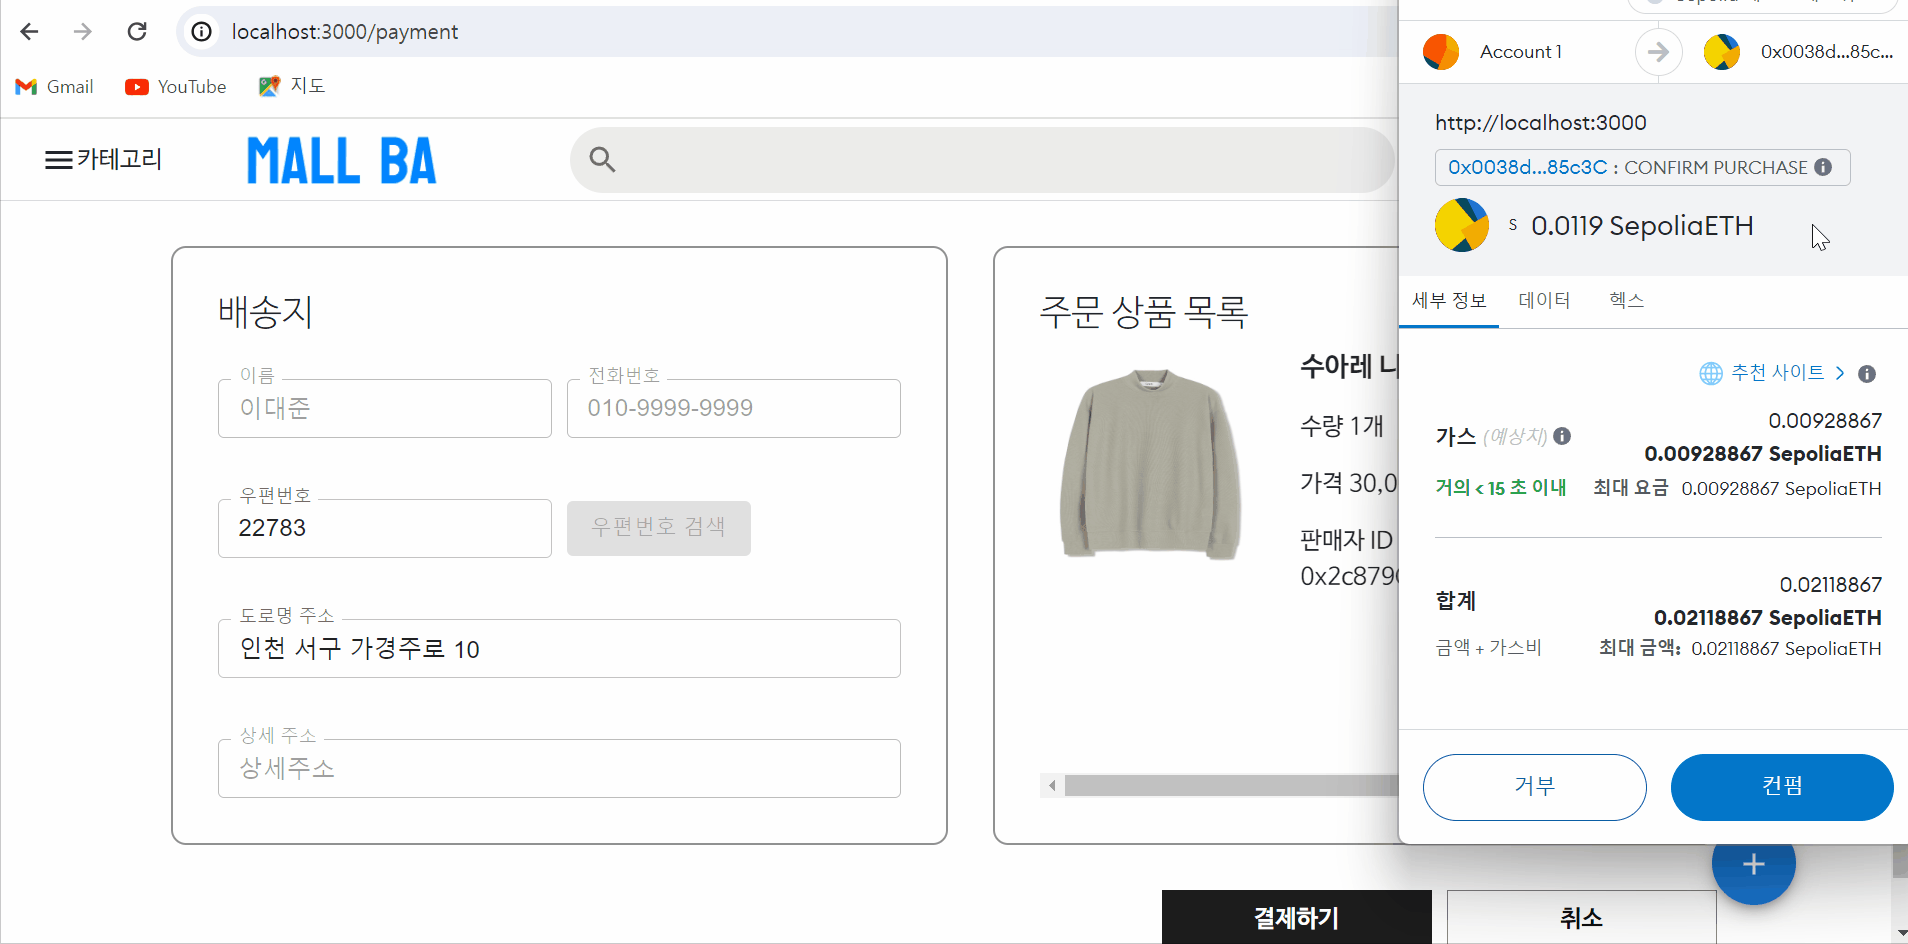 localhost:3000/payment
Gmail
YouTube
지도
카테고리
MALL BA
배송지
이름
이대준
전화번호
010-9999-9999
우편번호
22783
우편번호 검색
도로명 주소
인천 서구 가경주로 10
상세 주소
상세주소
주문 상품 목록
수아레
수량 1개
가격 30,0
판매자 ID
0x2c879
결제하기
취소
Account 1
0x0038d...85c...
http://localhost:3000
0x0038d...85c3C : CONFIRM PURCHASE
S 0.0119 SepoliaETH
세부 정보
데이터
헥스
추천 사이트
가스 (예상치)
0.00928867
0.00928867 SepoliaETH
거의 < 15 초 이내
최대 요금 0.00928867 SepoliaETH
합계
0.02118867
0.02118867 SepoliaETH
금액 + 가스비
최대 금액: 0.02118867 SepoliaETH
거부
컨펌